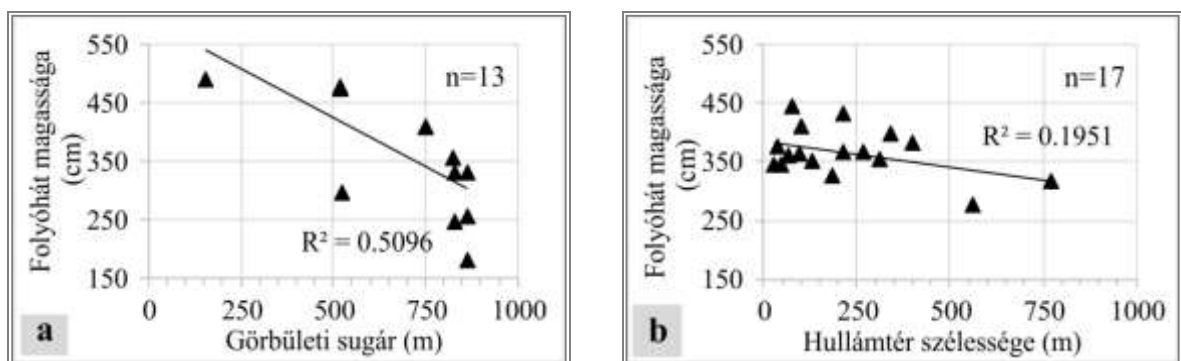 Folyóhát magassága
(cm)
550
450
350
250
150
n=13
R² = 0.5096
0
250
500
750
1000
Görbületi sugár (m)
a
Folyóhát magassága
(cm)
550
450
350
250
150
n=17
R² = 0.1951
0
250
500
750
1000
Hullámtér szélessége (m)
b